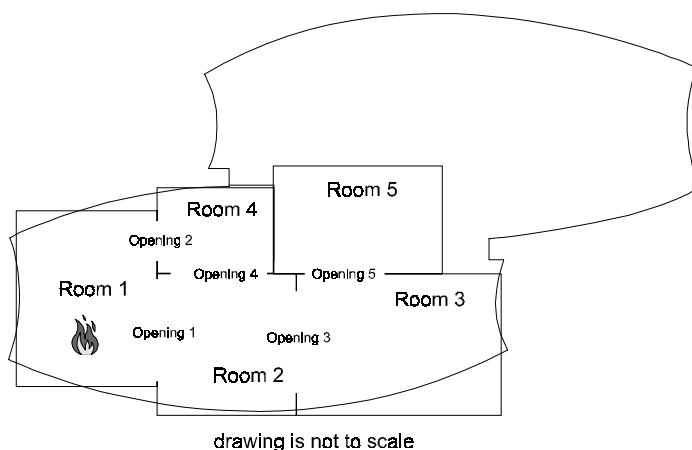 Room 5
Room 4
Opening 2
Opening 4
Opening 5
Room 1
Room 3
Opening 1
Opening 3
Room 2
drawing is not to scale